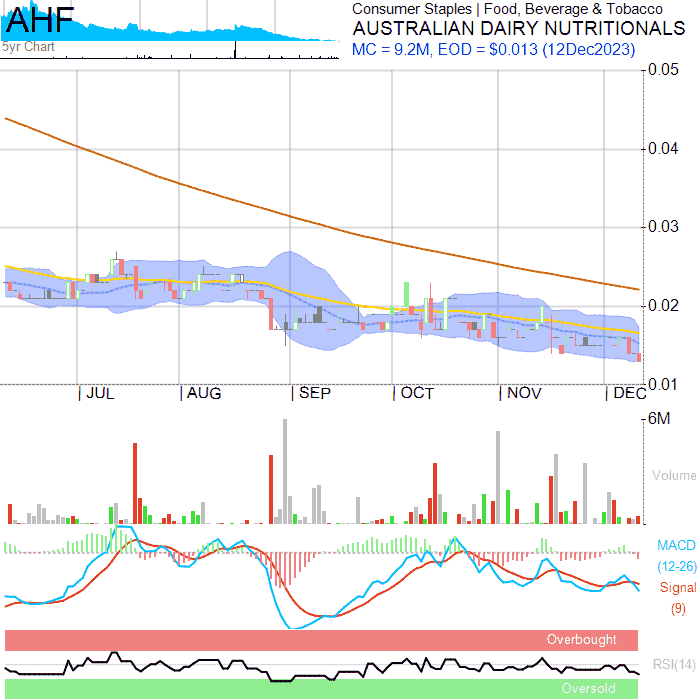 AHF
5yr Chart
Consumer Staples | Food, Beverage & Tobacco
AUSTRALIAN DAIRY NUTRITIONALS
MC = 9.2M, EOD = $0.013 (12Dec2023)
0.05
0.04
0.03
0.02
0.01
JUL AUG SEP OCT NOV DEC
6M
Volume
MACD
(12-26)
Signal
(9)
Overbought
RSI(14)
Oversold